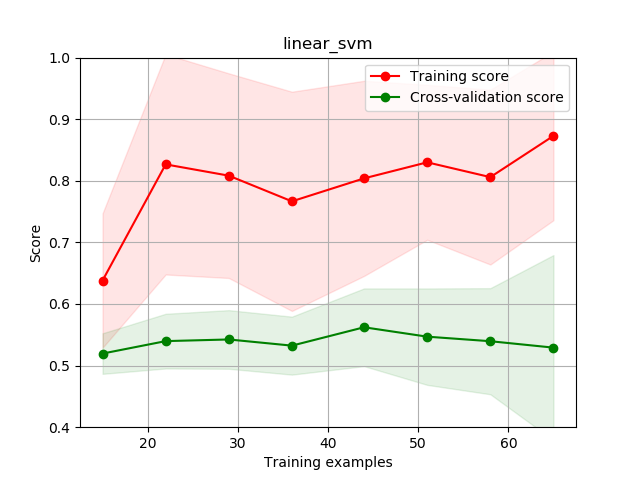 linear_svm
Training score
Cross-validation score
1.0
0.9
0.8
0.7
0.6
0.5
0.4
Score
20 30 40 50 60
Training examples